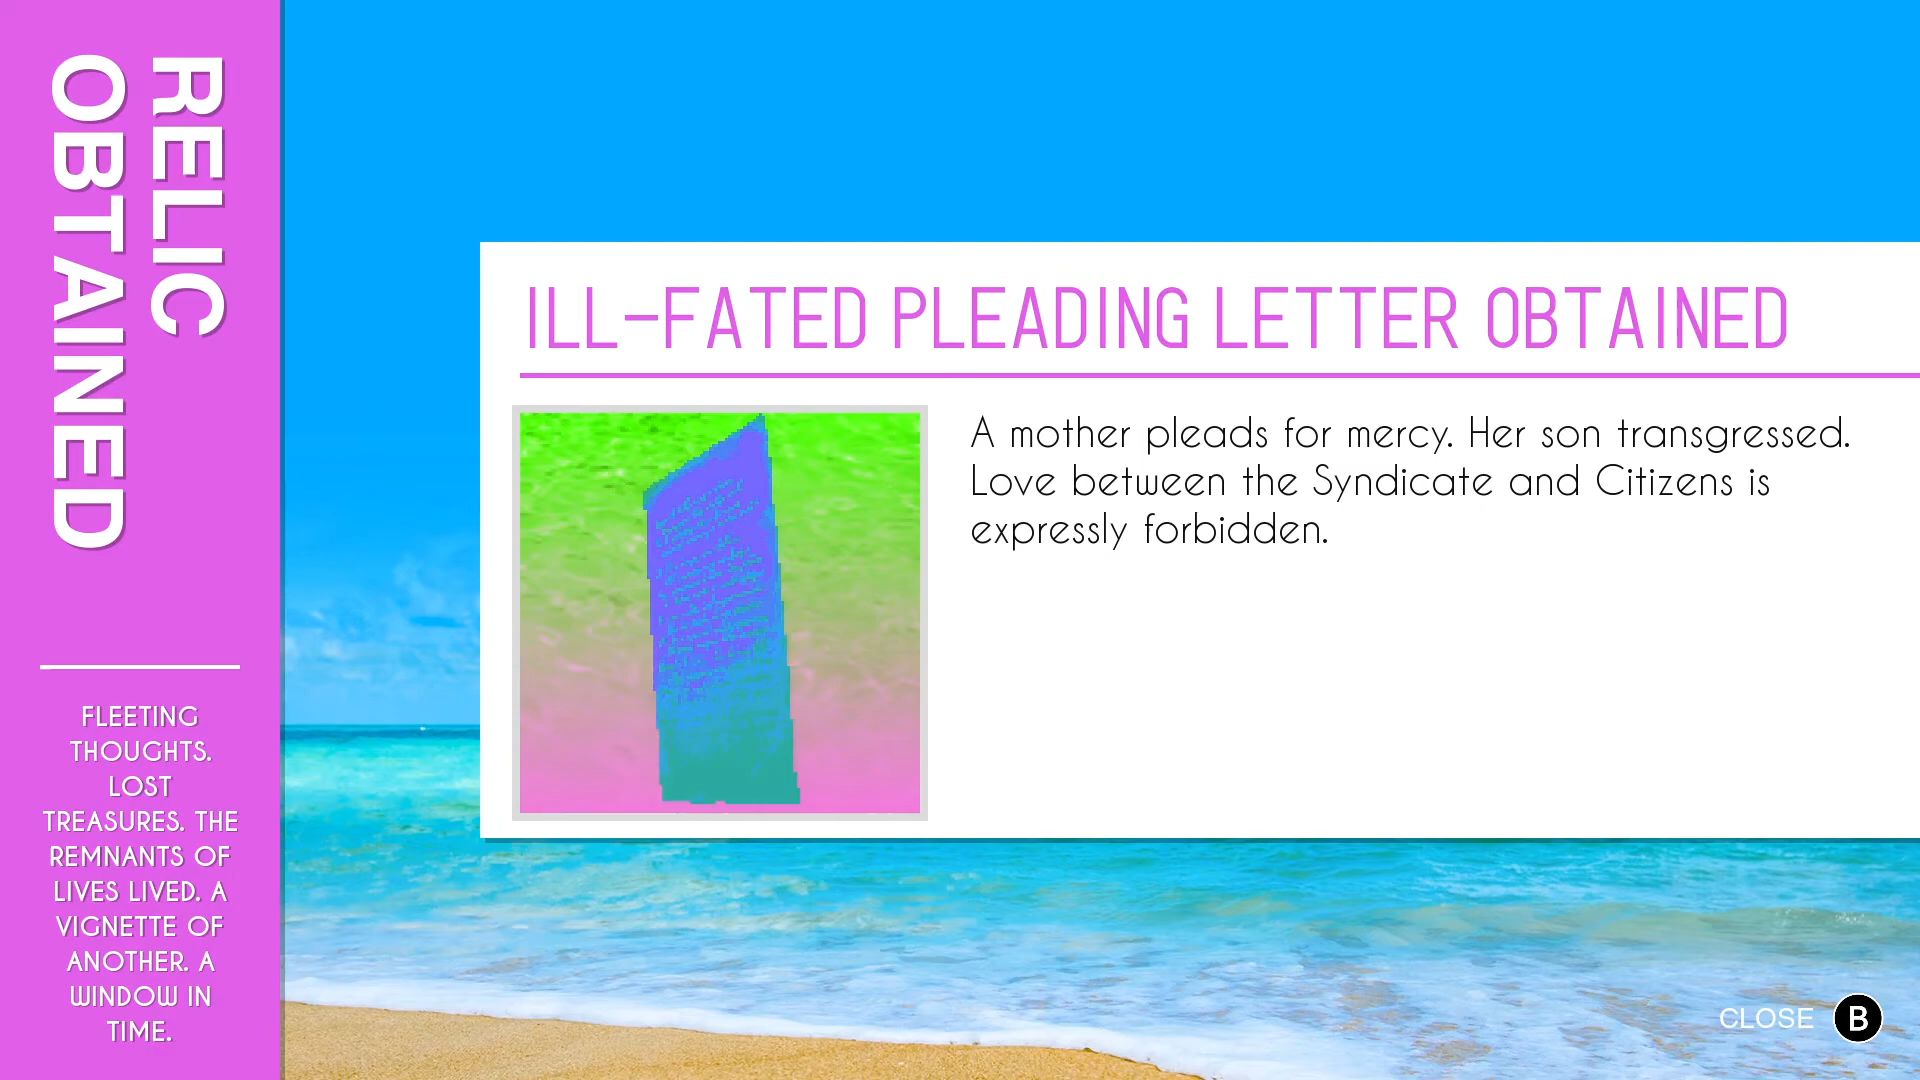 RELIC
OBTAINED
FLEETING
THOUGHTS.
LOST
TREASURES. THE
REMNANTS OF
LIVES LIVED. A
VIGNETTE OF
ANOTHER. A
WINDOW IN
TIME.
ILL-FATED PLEADING LETTER OBTAINED
A mother pleads for mercy. Her son transgressed.
Love between the Syndicate and Citizens is
expressly forbidden.
CLOSE B